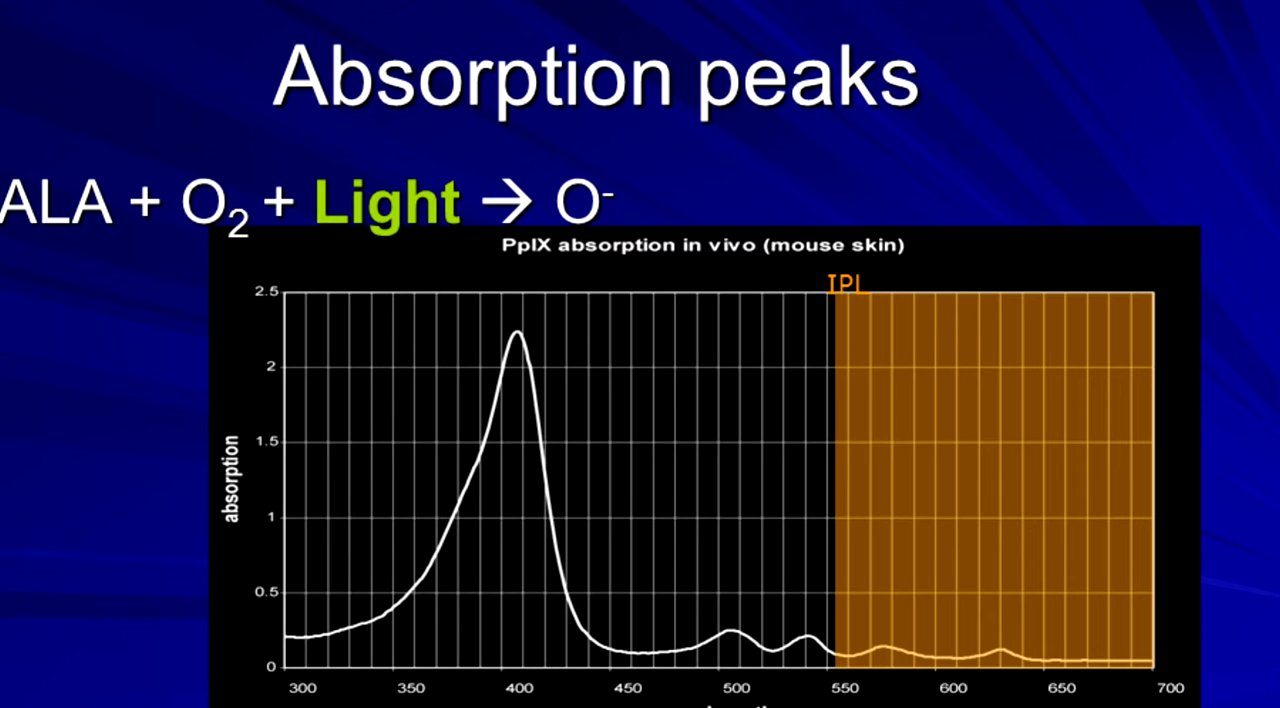 Absorption peaks
ALA + O₂ + Light → O⁻
PpIX absorption in vivo (mouse skin)
IPL
2.5
2
1.5
1
0.5
0
absorption
300 350 400 450 500 550 600 650 700